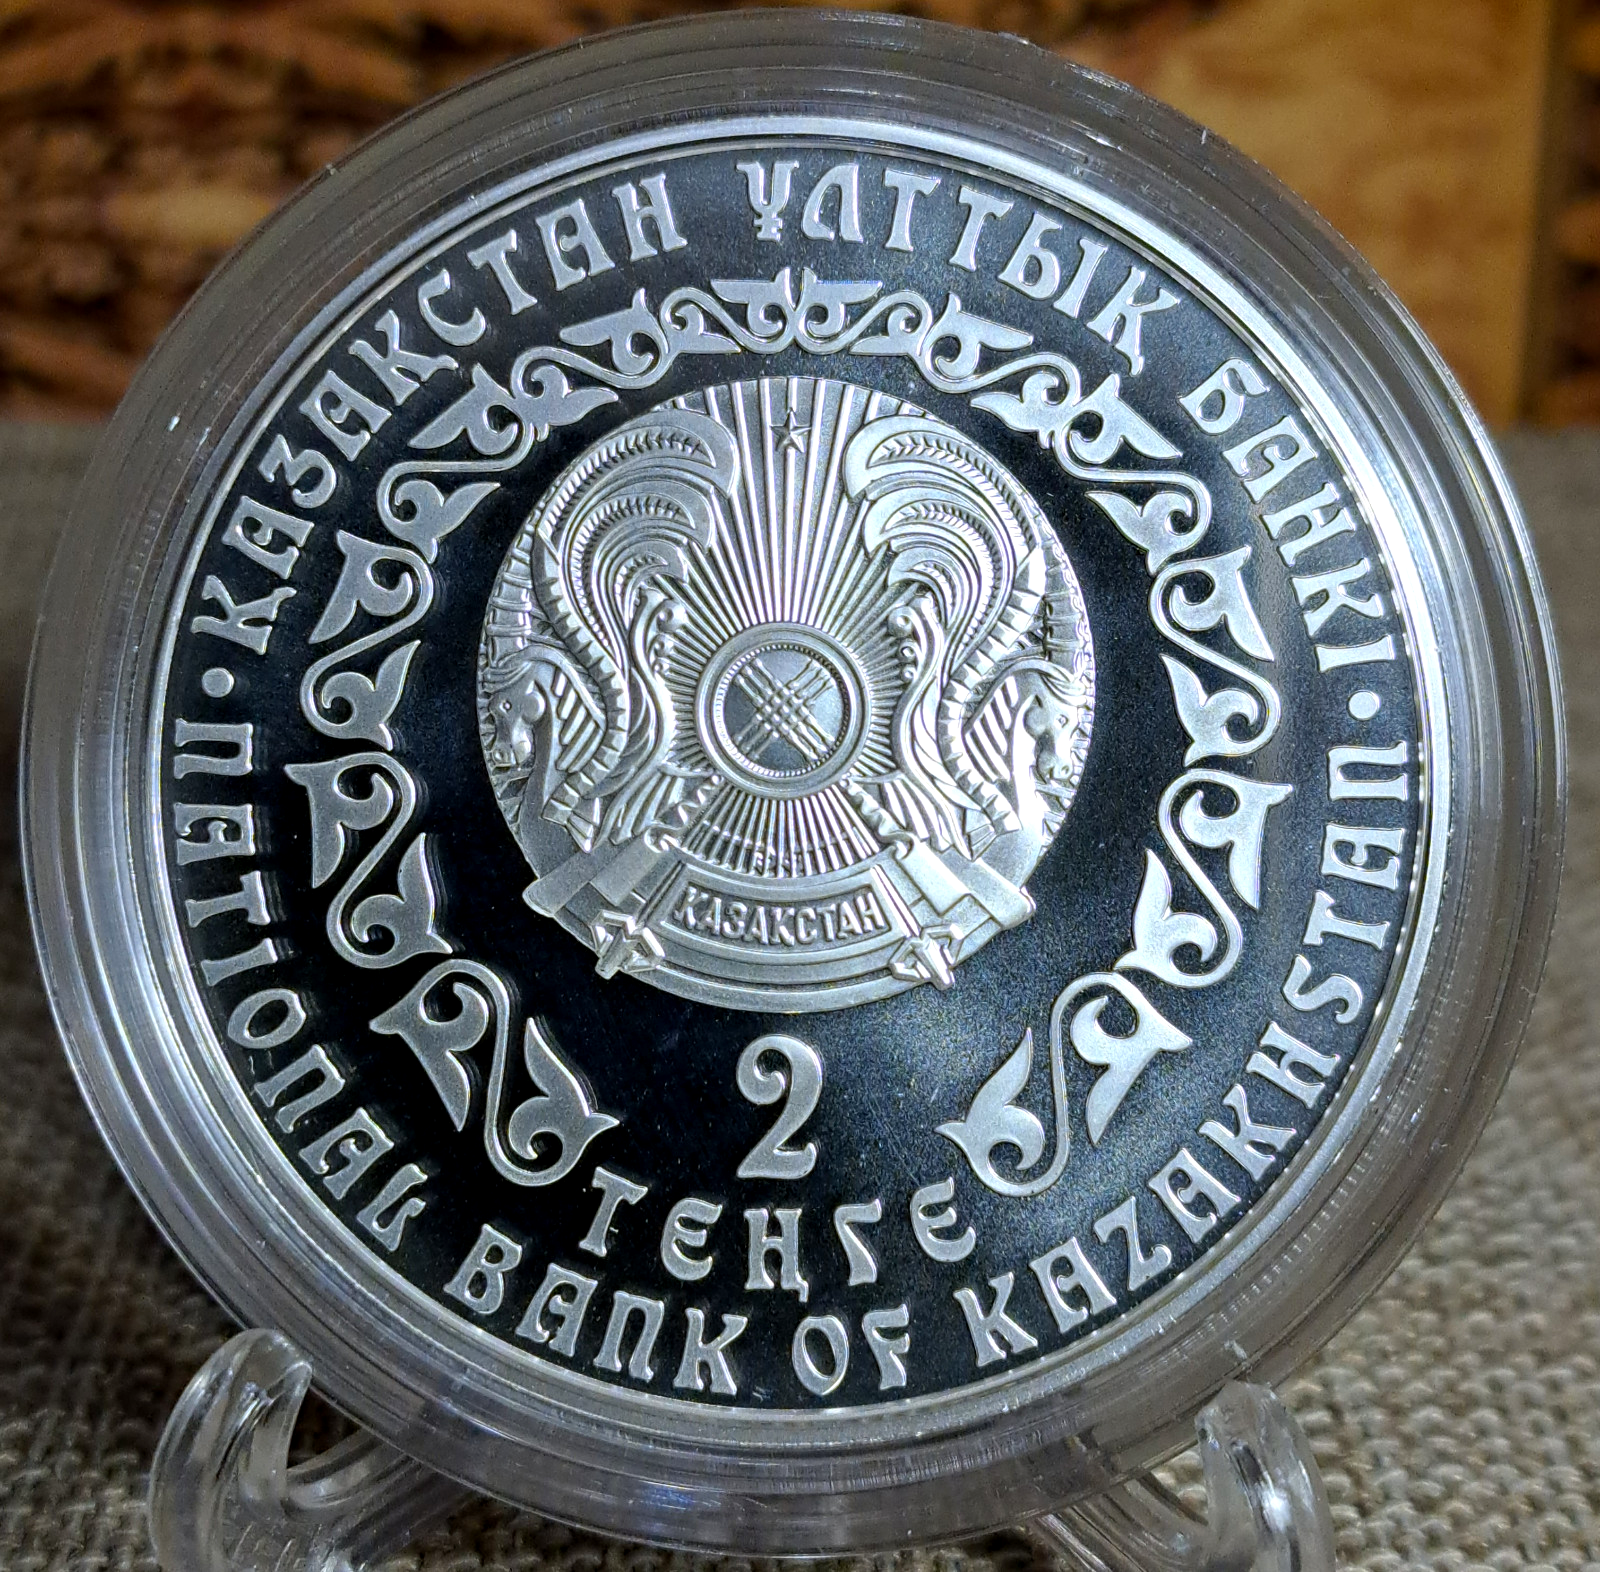 ҚАЗАҚСТАН ҰЛТТЫҚ БАНКІ
ҚАЗАҚСТАН
2
ТЕҢГЕ
NATIONAL BANK OF KAZAKHSTAN